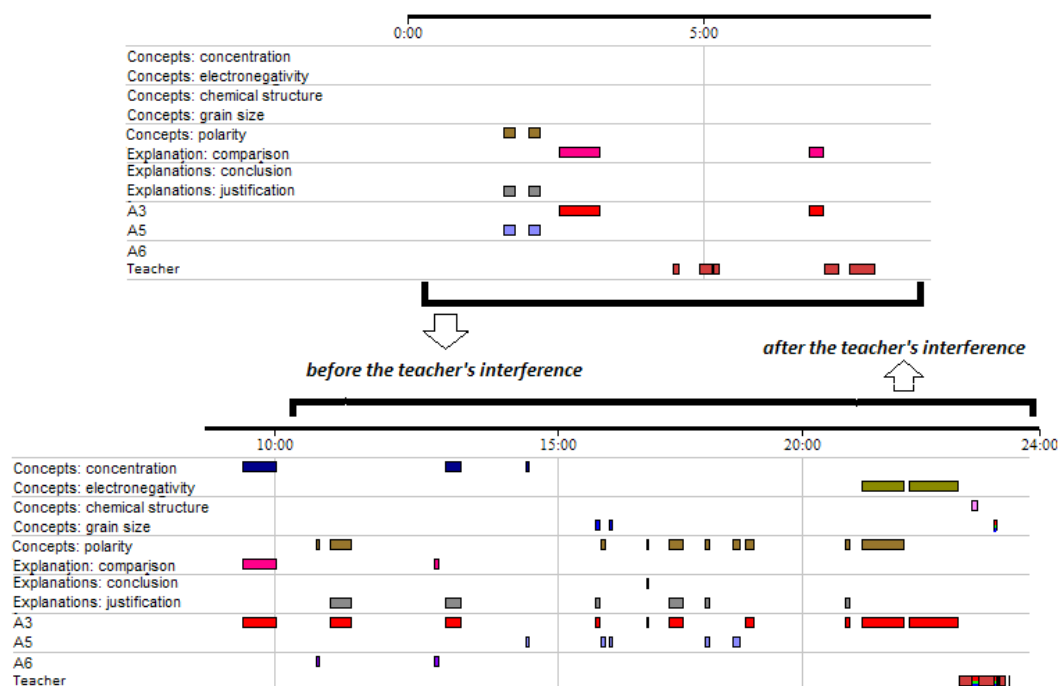 0:00 5:00
Concepts: concentration
Concepts: electronegativity
Concepts: chemical structure
Concepts: grain size
Concepts: polarity
Explanation: comparison
Explanations: conclusion
Explanations: justification
A3
A5
A6
Teacher
before the teacher's interference
after the teacher's interference
10:00 15:00 20:00 24:00
Concepts: concentration
Concepts: electronegativity
Concepts: chemical structure
Concepts: grain size
Concepts: polarity
Explanation: comparison
Explanations: conclusion
Explanations: justification
A3
A5
A6
Teacher